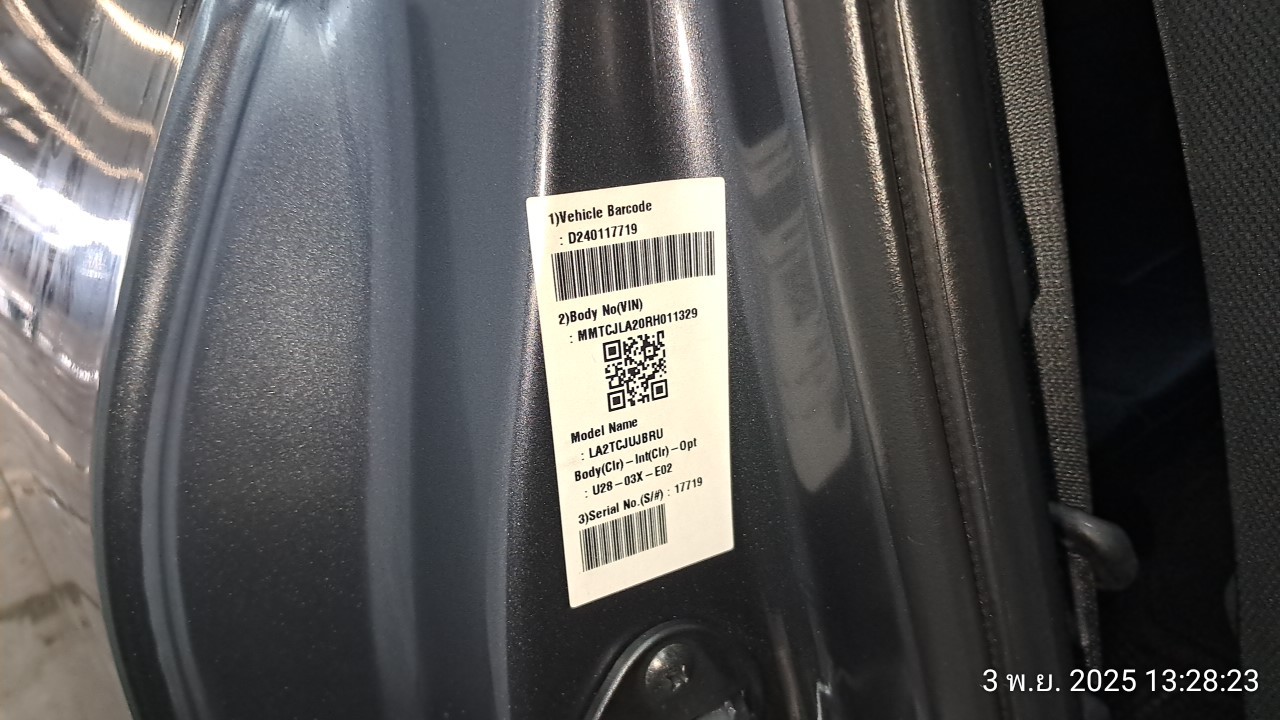 1)Vehicle Barcode
: D240117719
2)Body No(VIN)
: MMTCJLA20RH011329
Model Name
: LA2TCJUJBRU
Body(Clr)–Int(Clr)–Opt
: U28–03X–E02
3)Serial No.(S/#) : 17719
3 พ.ย. 2025 13:28:23